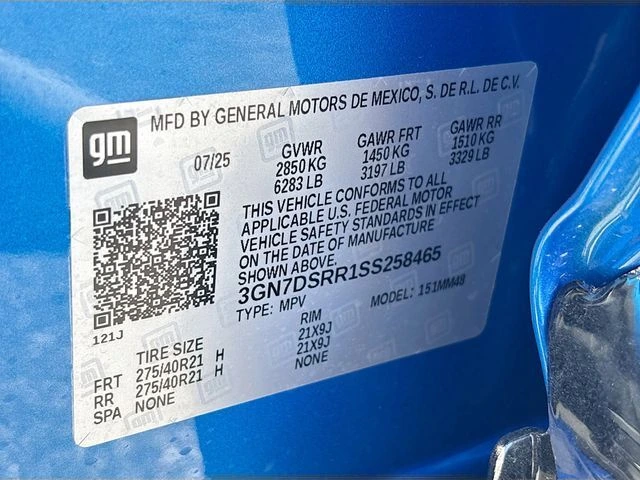 gm
MFD BY GENERAL MOTORS DE MEXICO, S. DE R.L. DE C.V.
07/25 GVWR GAWR FRT GAWR RR
2850 KG 1450 KG 1510 KG
6283 LB 3197 LB 3329 LB
THIS VEHICLE CONFORMS TO ALL
APPLICABLE U.S. FEDERAL MOTOR
VEHICLE SAFETY STANDARDS IN EFFECT
ON THE DATE OF MANUFACTURE
SHOWN ABOVE.
3GN7DSRR1SS258465
TYPE: MPV MODEL: 151MM48
121J
TIRE SIZE RIM
FRT 275/40R21 H 21X9J
RR 275/40R21 H 21X9J
SPA NONE NONE